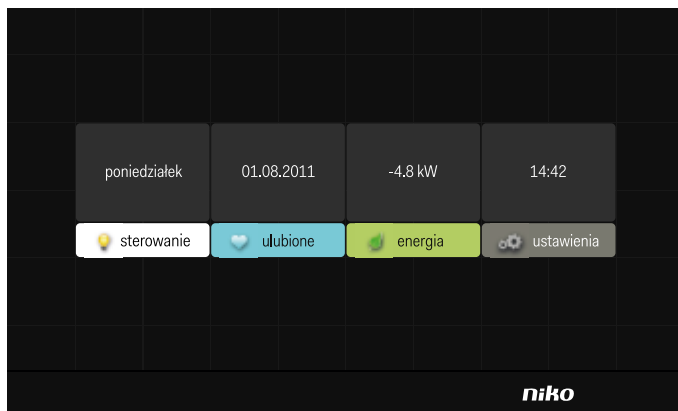 poniedziałek 01.08.2011 -4.8 kW 14:42
sterowanie ulubione energia ustawienia
niko